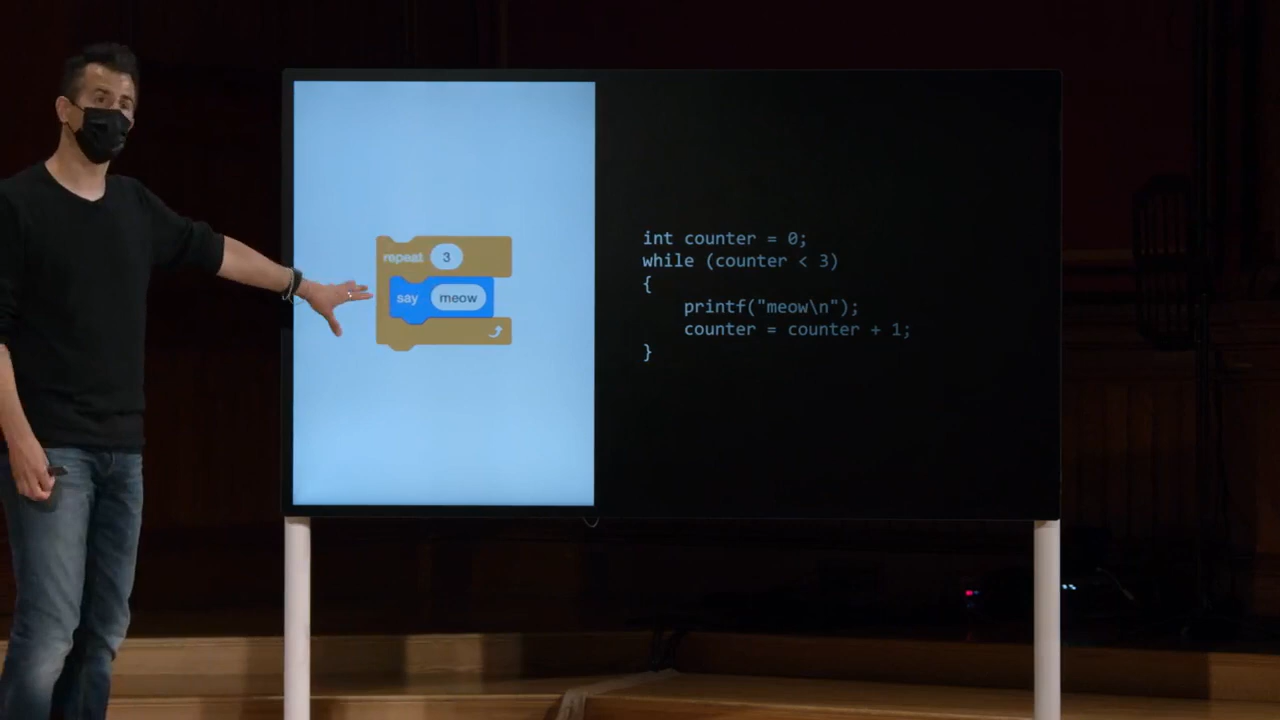 repeat 3
say meow
int counter = 0;
while (counter < 3)
{
    printf("meow\n");
    counter = counter + 1;
}